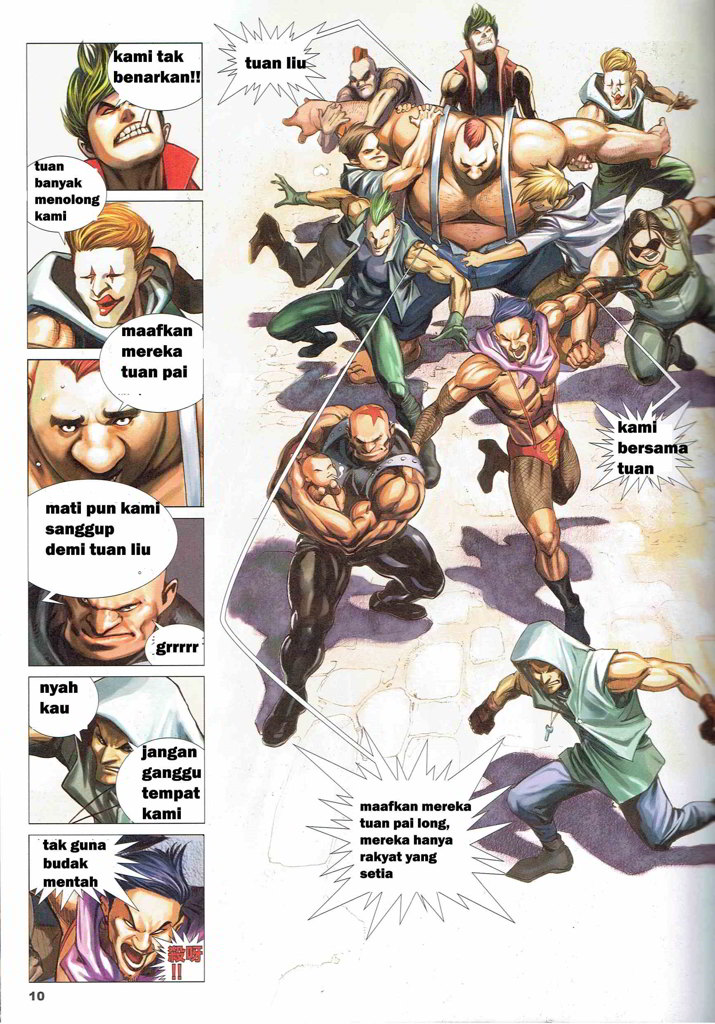 kami tak
benarkan!!
tuan
banyak
menolong
kami
maafkan
mereka
tuan pai
mati pun kami
sanggup
demi tuan liu
grrrrr
nyah
kau
jangan
ganggu
tempat
kami
tak guna
budak
mentah
殺呀
!!
tuan liu
kami
bersama
tuan
maafkan mereka
tuan pai long,
mereka hanya
rakyat yang
setia
10